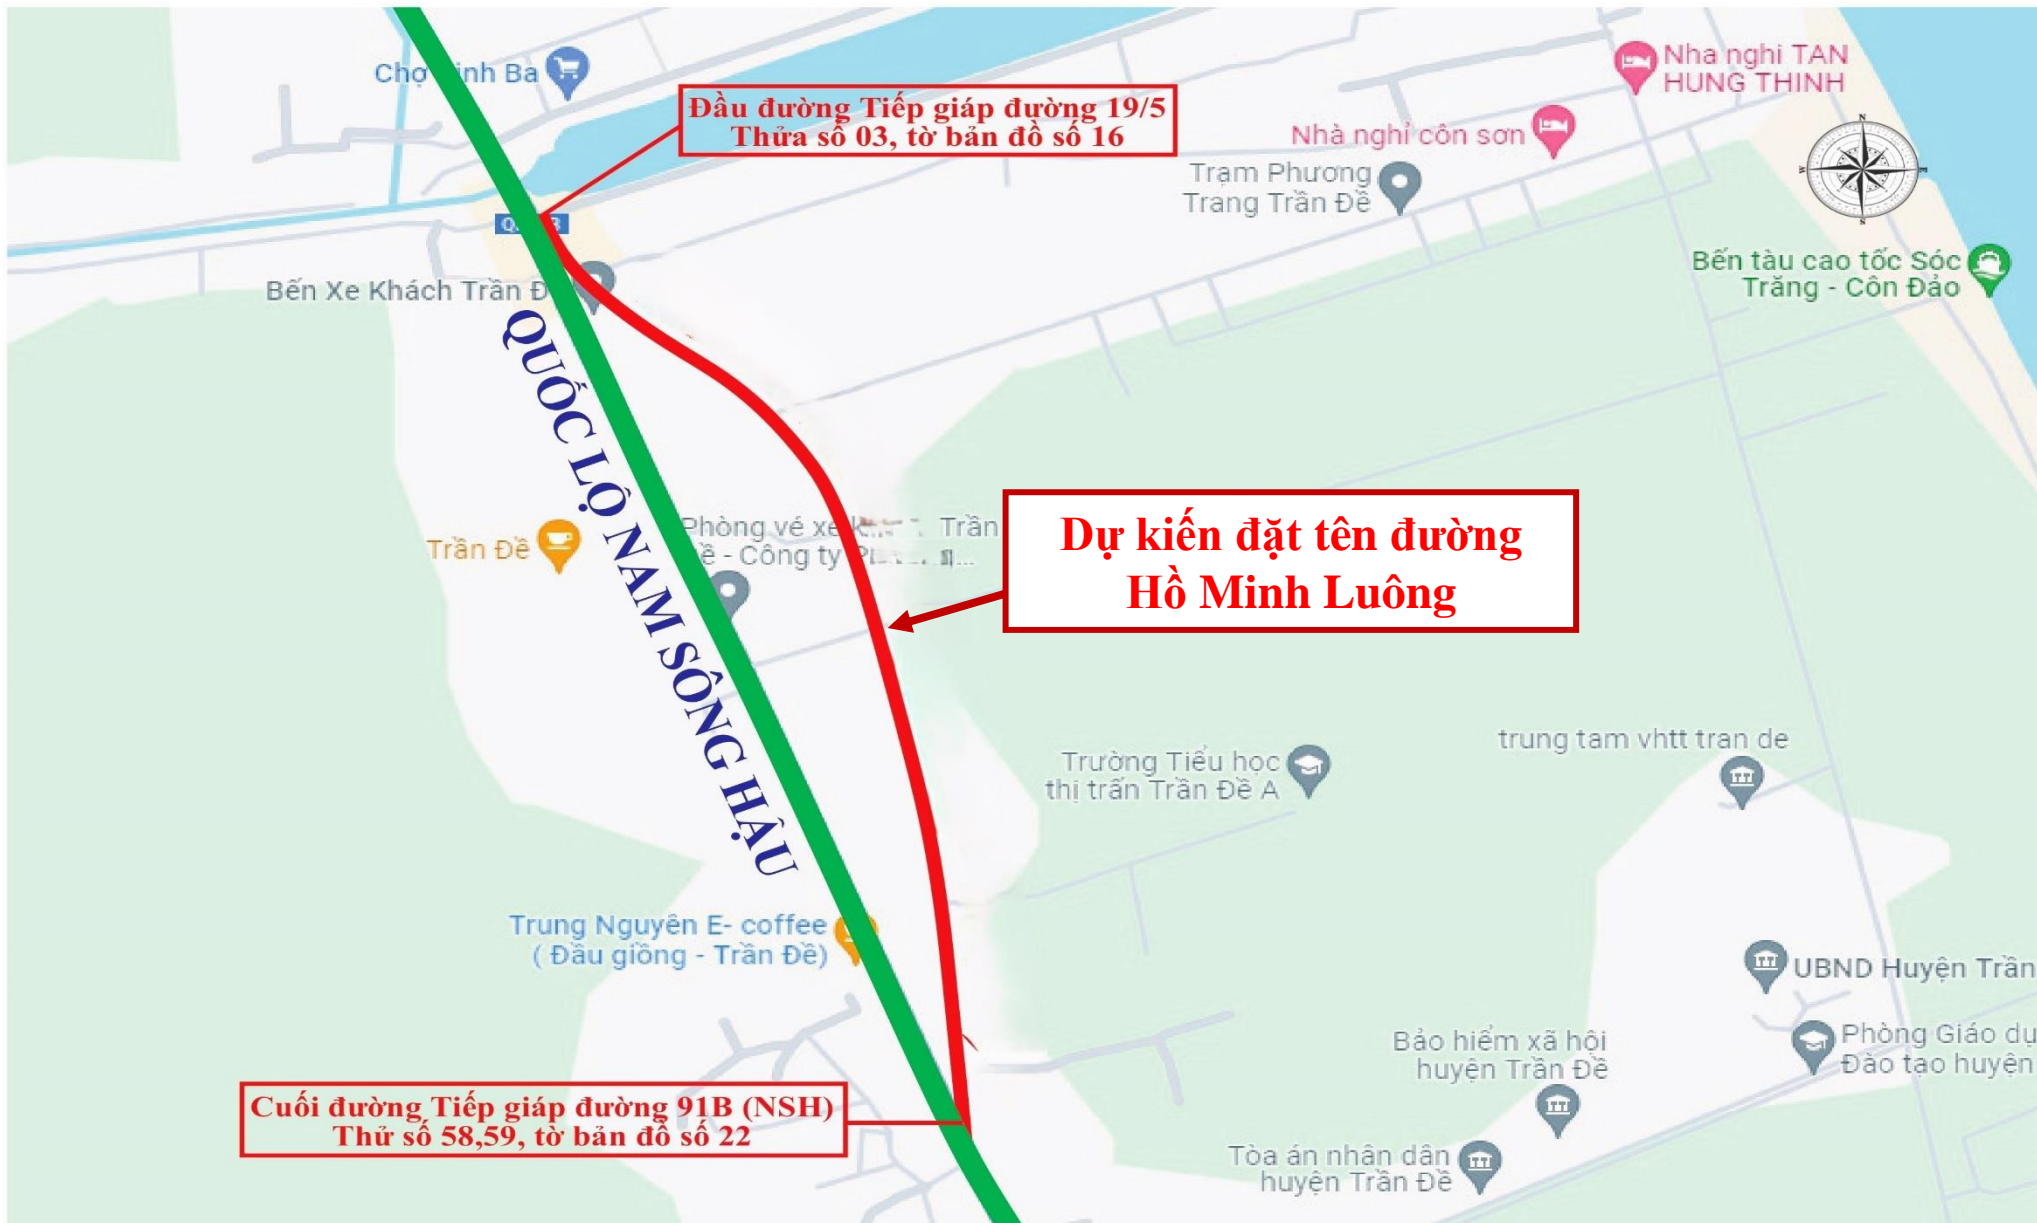 Chợ inh Ba
Đầu đường Tiếp giáp đường 19/5
Thửa số 03, tờ bản đồ số 16
Nha nghi TAN
HUNG THINH
Nhà nghỉ côn sơn
Trạm Phương
Trang Trần Đề
N
W
E
N
Bến tàu cao tốc Sóc
Trăng - Côn Đảo
Bến Xe Khách Trần Đ
QUỐC LỘ NAM SÔNG HẬU
Trần Đề
Phòng vé xe Trần
ề - Công ty
Dự kiến đặt tên đường
Hồ Minh Luông
Trường Tiểu học
thị trấn Trần Đề A
trung tam vhtt tran de
Trung Nguyên E- coffee
( Đầu giồng - Trần Đề)
UBND Huyện Trần
Bảo hiểm xã hội
huyện Trần Đề
Phòng Giáo dụ
Đào tạo huyện
Cuối đường Tiếp giáp đường 91B (NSH)
Thử số 58,59, tờ bản đồ số 22
Tòa án nhân dân
huyện Trần Đề